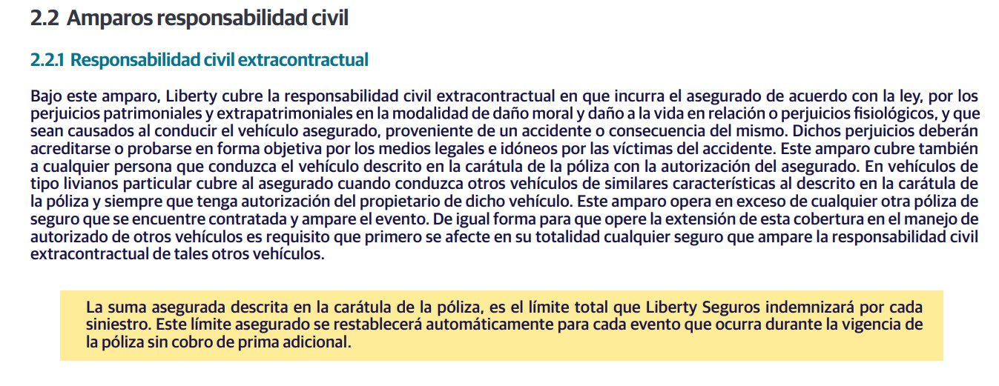 2.2 Amparos responsabilidad civil
2.2.1 Responsabilidad civil extracontractual
Bajo este amparo, Liberty cubre la responsabilidad civil extracontractual en que incurra el asegurado de acuerdo con la ley, por los
perjuicios patrimoniales y extrapatrimoniales en la modalidad de daño moral y daño a la vida en relación o perjuicios fisiológicos, y que
sean causados al conducir el vehículo asegurado, proveniente de un accidente o consecuencia del mismo. Dichos perjuicios deberán
acreditarse o probarse en forma objetiva por los medios legales e idóneos por las víctimas del accidente. Este amparo cubre también
a cualquier persona que conduzca el vehículo descrito en la carátula de la póliza con la autorización del asegurado. En vehículos de
tipo livianos particular cubre al asegurado cuando conduzca otros vehículos de similares características al descrito en la carátula de
la póliza y siempre que tenga autorización del propietario de dicho vehículo. Este amparo opera en exceso de cualquier otra póliza de
seguro que se encuentre contratada y ampare el evento. De igual forma para que opere la extensión de esta cobertura en el manejo de
autorizado de otros vehículos es requisito que primero se afecte en su totalidad cualquier seguro que ampare la responsabilidad civil
extracontractual de tales otros vehículos.
La suma asegurada descrita en la carátula de la póliza, es el límite total que Liberty Seguros indemnizará por cada
siniestro. Este límite asegurado se restablecerá automáticamente para cada evento que ocurra durante la vigencia de
la póliza sin cobro de prima adicional.